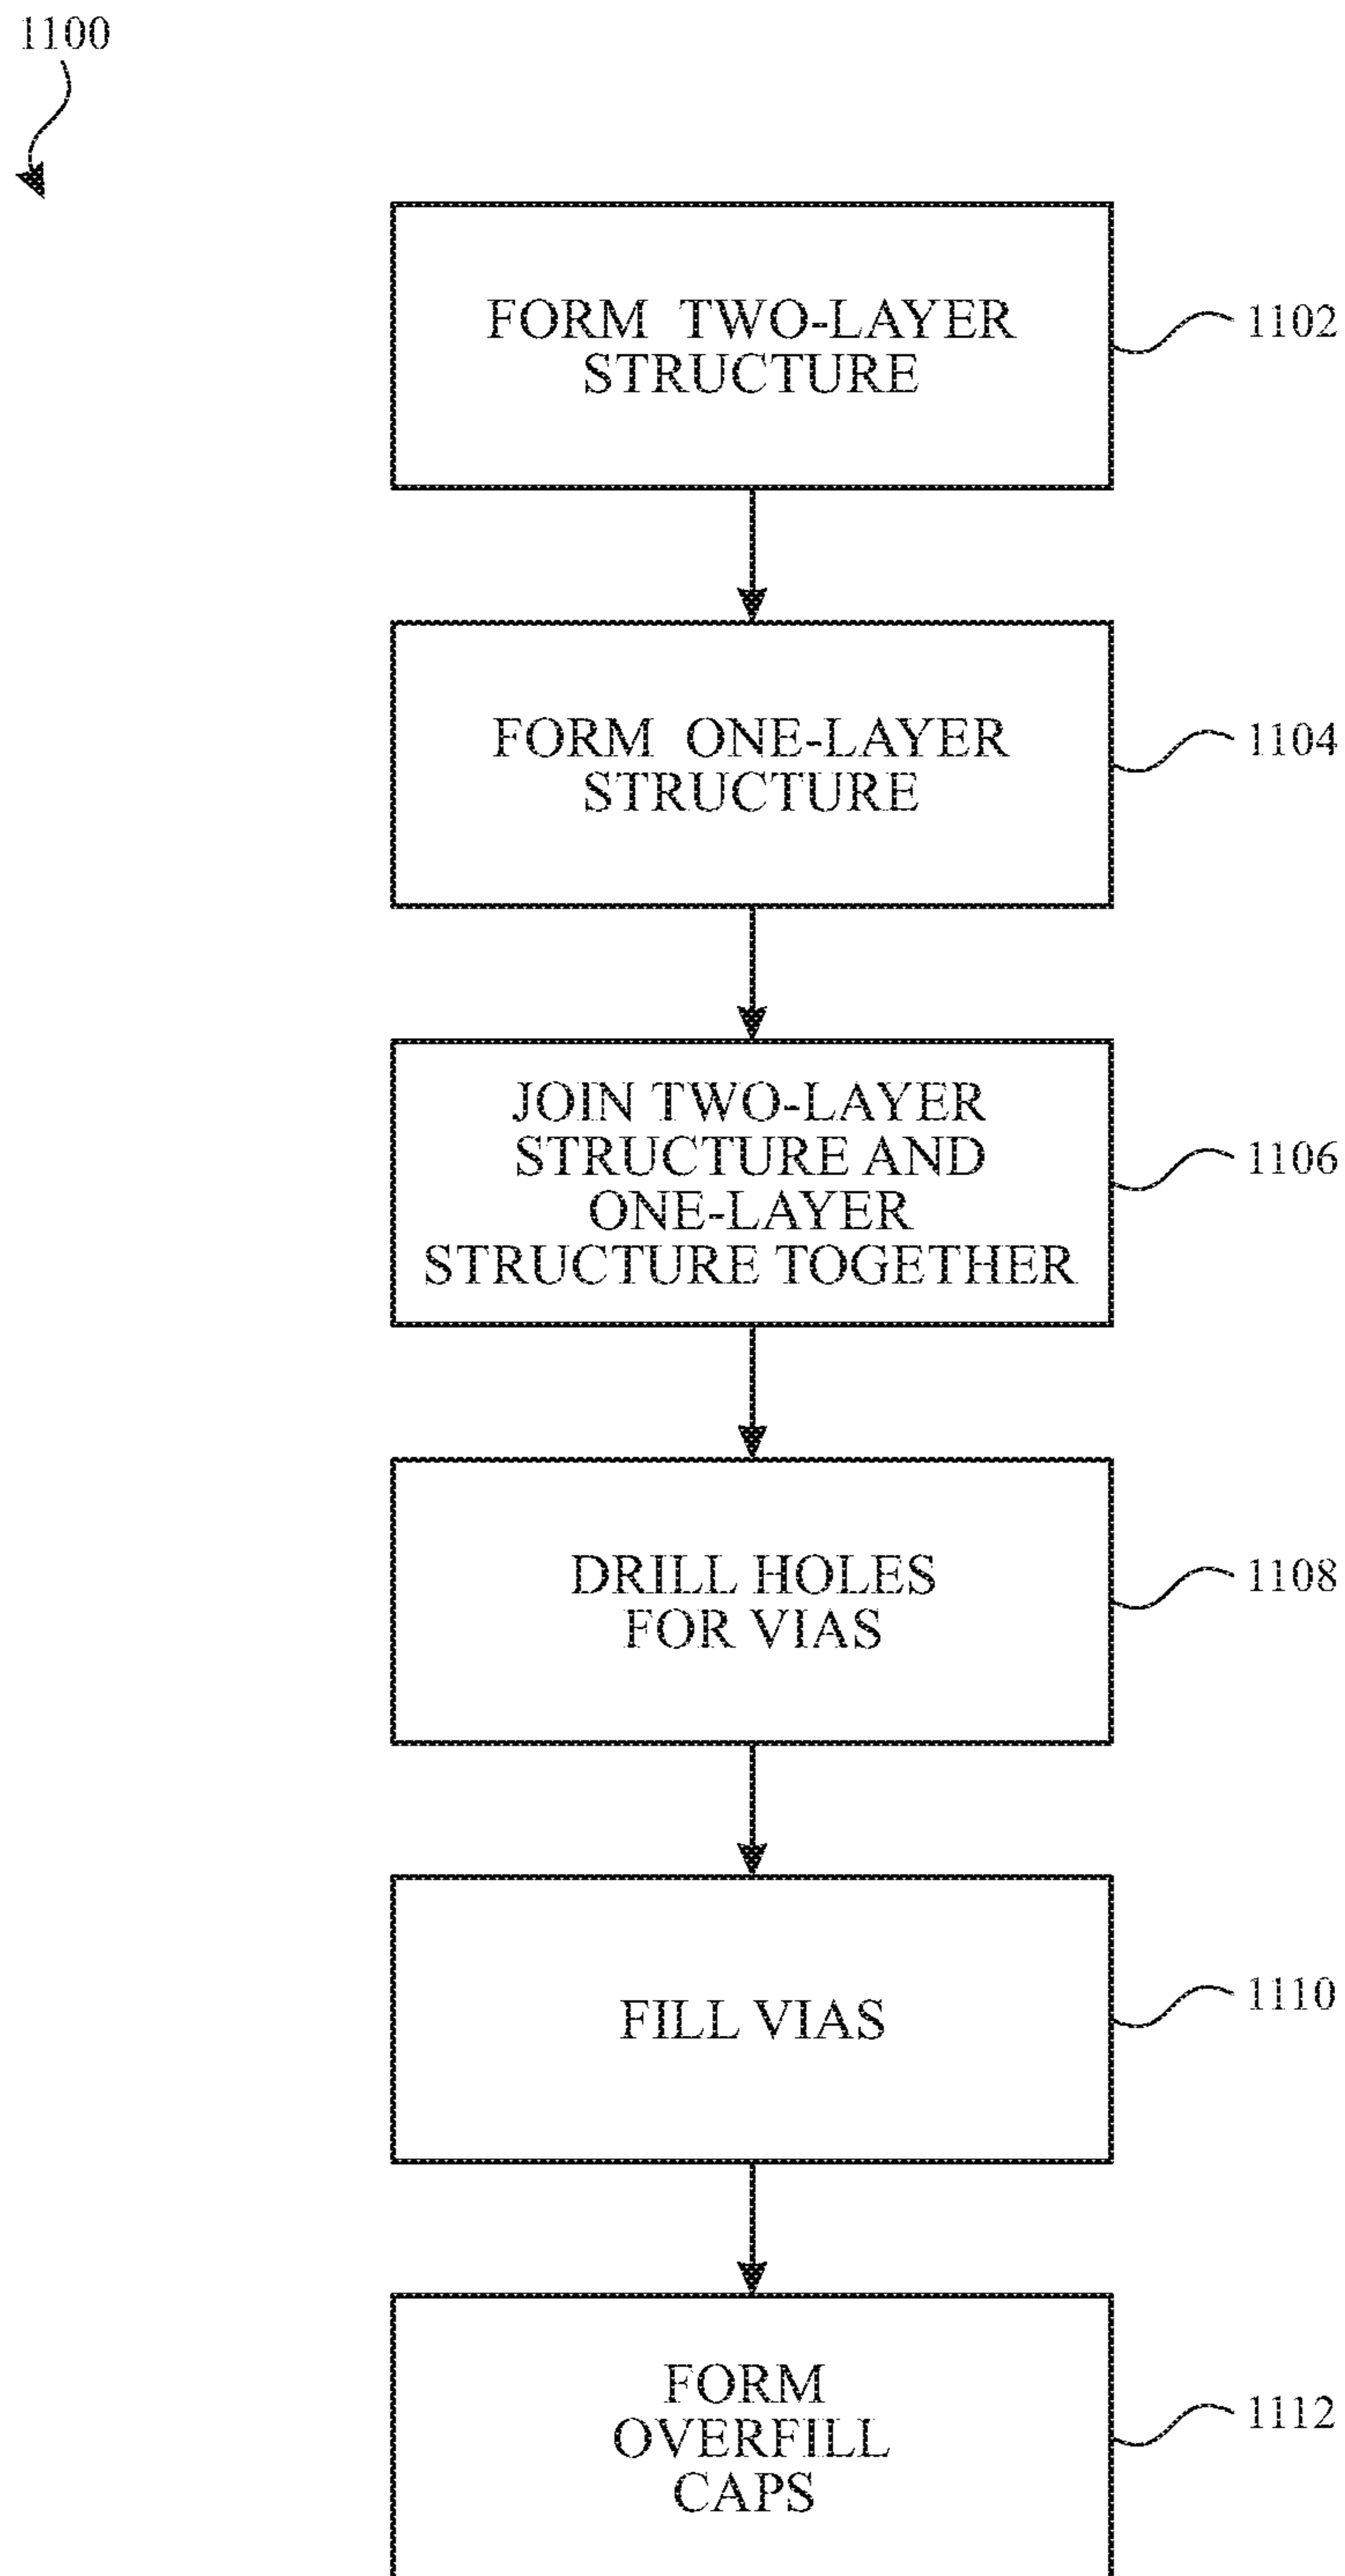 1100
FORM TWO-LAYER
STRUCTURE
1102
FORM ONE-LAYER
STRUCTURE
1104
JOIN TWO-LAYER
STRUCTURE AND
ONE-LAYER
STRUCTURE TOGETHER
1106
DRILL HOLES
FOR VIAS
1108
FILL VIAS
1110
FORM
OVERFILL
CAPS
1112